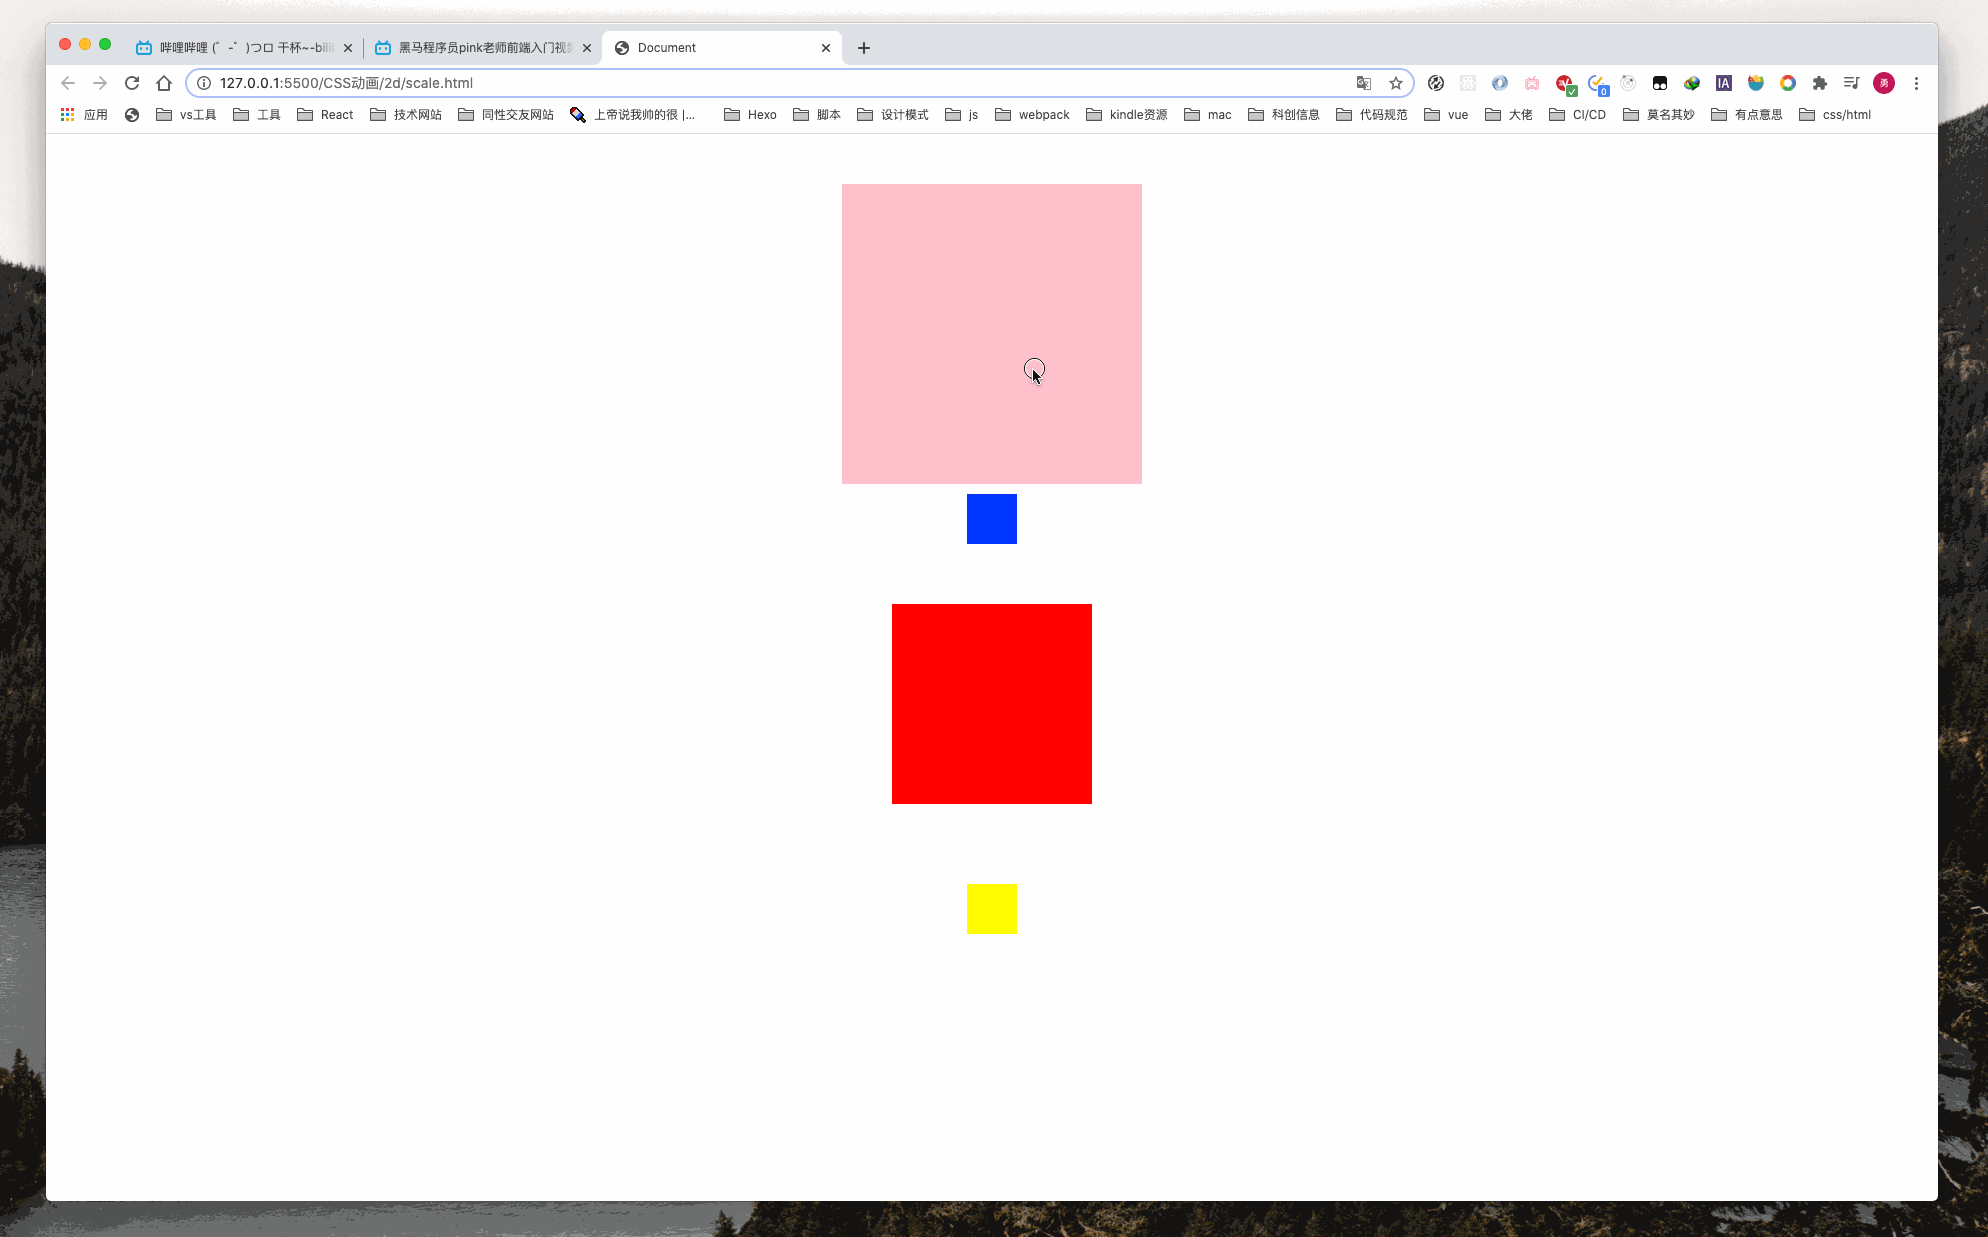 哔哩哔哩 (゜-゜)つロ 干杯~-bili
黑马程序员pink老师前端入门视频
Document
127.0.0.1:5500/CSS动画/2d/scale.html
0
IA
勇
应用
vs工具
工具
React
技术网站
同性交友网站
上帝说我帅的很 |...
Hexo
脚本
设计模式
js
webpack
kindle资源
mac
科创信息
代码规范
vue
大佬
CI/CD
莫名其妙
有点意思
css/html